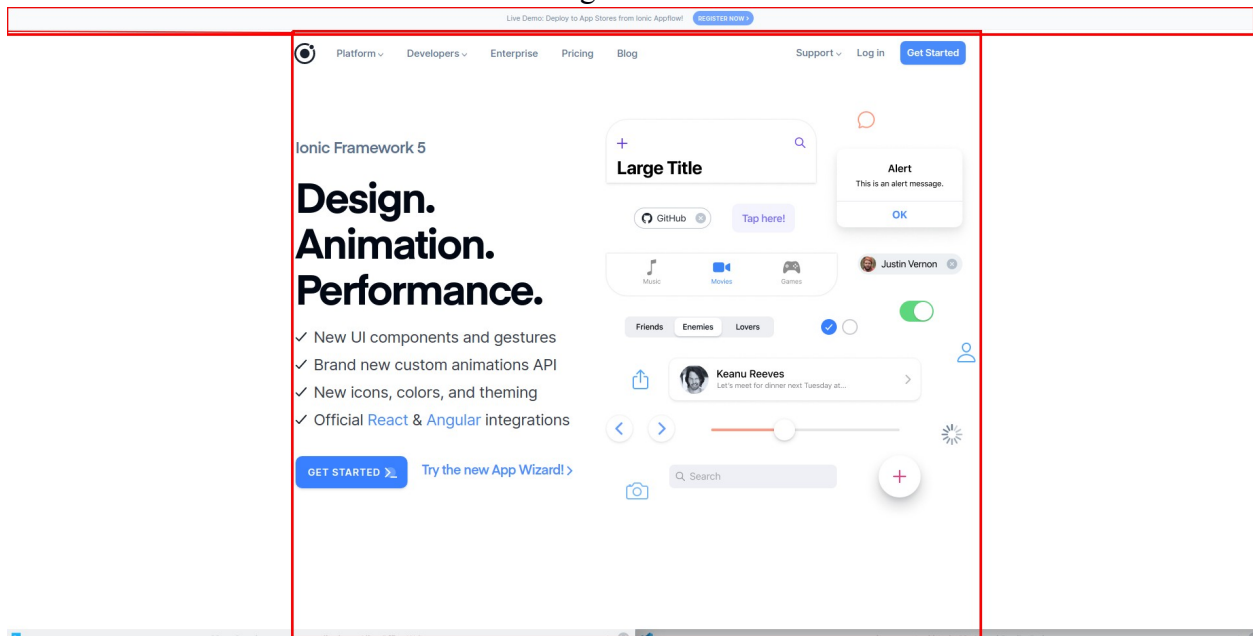 Live Demo: Deploy to App Stores from Ionic Appflow! REGISTER NOW >
Platform Developers Enterprise Pricing Blog Support Log in Get Started
Ionic Framework 5
Design.
Animation.
Performance.
✓ New UI components and gestures
✓ Brand new custom animations API
✓ New icons, colors, and theming
✓ Official React & Angular integrations
GET STARTED
Try the new App Wizard! >
Large Title
Alert
This is an alert message.
OK
GitHub
Tap here!
Justin Vernon
Music Movies Games
Friends Enemies Lovers
Keanu Reeves
Let's meet for dinner next Tuesday at...
Search